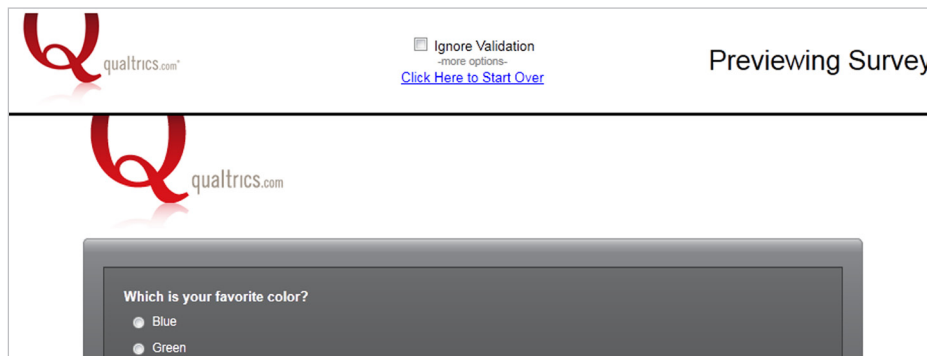 qualtrics.com
Ignore Validation
-more options-
Click Here to Start Over
Previewing Survey
qualtrics.com
Which is your favorite color?
Blue
Green